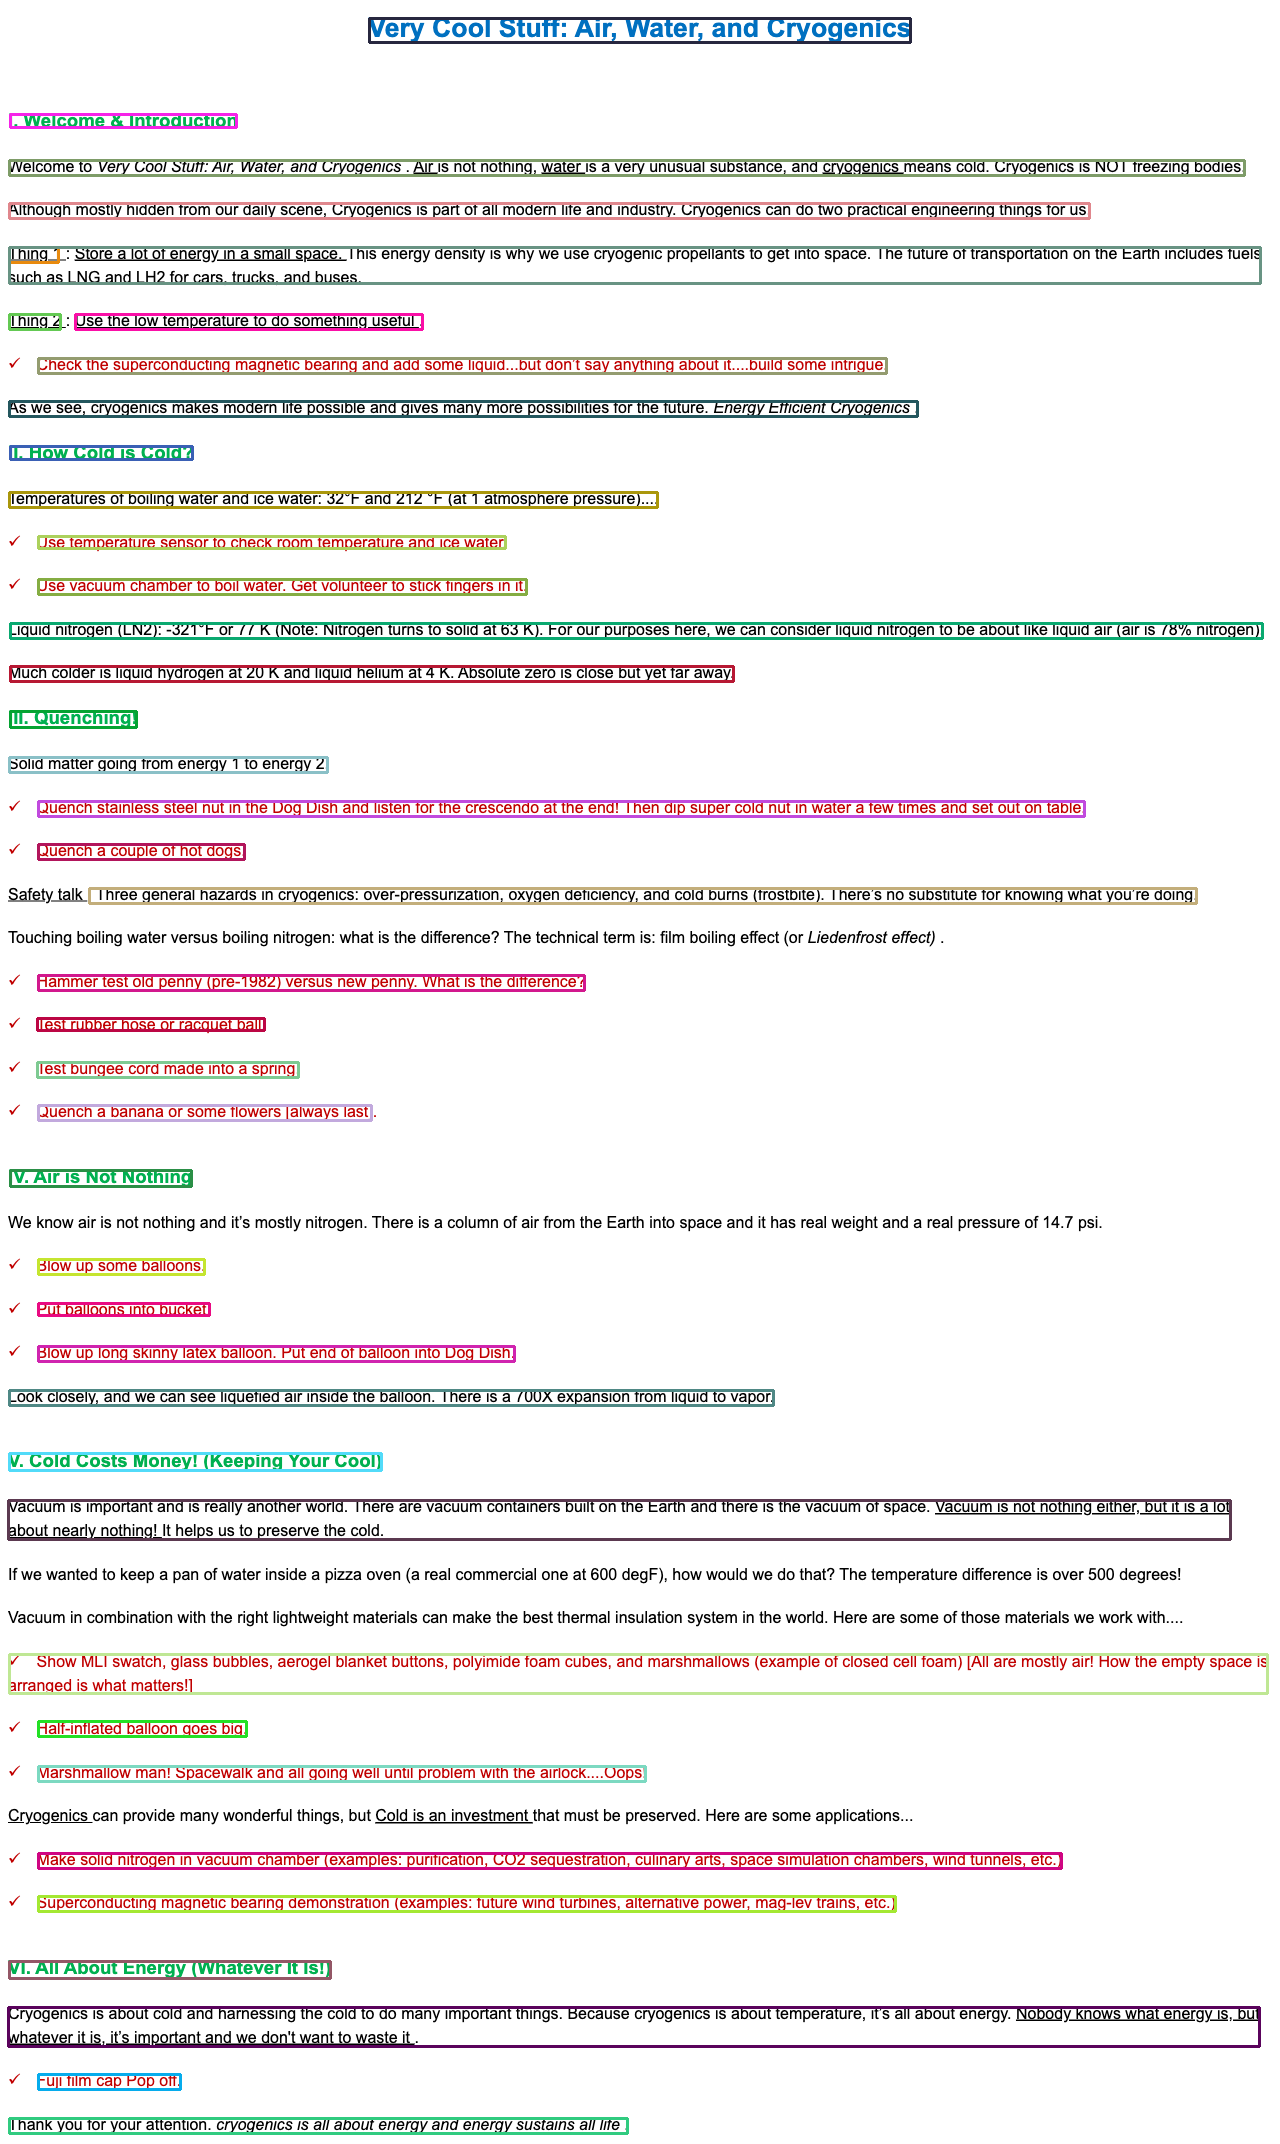 Very Cool Stuff: Air, Water, and Cryogenics
I. Welcome & Introduction
Welcome to Very Cool Stuff: Air, Water, and Cryogenics . Air is not nothing, water is a very unusual substance, and cryogenics means cold. Cryogenics is NOT freezing bodies.
Although mostly hidden from our daily scene, Cryogenics is part of all modern life and industry. Cryogenics can do two practical engineering things for us.
Thing 1 : Store a lot of energy in a small space. This energy density is why we use cryogenic propellants to get into space. The future of transportation on the Earth includes fuels
such as LNG and LH2 for cars, trucks, and buses.
Thing 2 : Use the low temperature to do something useful .
✓ Check the superconducting magnetic bearing and add some liquid...but don’t say anything about it....build some intrigue.
As we see, cryogenics makes modern life possible and gives many more possibilities for the future. Energy Efficient Cryogenics .
II. How Cold is Cold?
Temperatures of boiling water and ice water: 32°F and 212 °F (at 1 atmosphere pressure)....
✓ Use temperature sensor to check room temperature and ice water
✓ Use vacuum chamber to boil water. Get volunteer to stick fingers in it.
Liquid nitrogen (LN2): -321°F or 77 K (Note: Nitrogen turns to solid at 63 K). For our purposes here, we can consider liquid nitrogen to be about like liquid air (air is 78% nitrogen).
Much colder is liquid hydrogen at 20 K and liquid helium at 4 K. Absolute zero is close but yet far away.
III. Quenching!
Solid matter going from energy 1 to energy 2.
✓ Quench stainless steel nut in the Dog Dish and listen for the crescendo at the end! Then dip super cold nut in water a few times and set out on table.
✓ Quench a couple of hot dogs.
Safety talk Three general hazards in cryogenics: over-pressurization, oxygen deficiency, and cold burns (frostbite). There’s no substitute for knowing what you’re doing.
Touching boiling water versus boiling nitrogen: what is the difference? The technical term is: film boiling effect (or Liedenfrost effect) .
✓ Hammer test old penny (pre-1982) versus new penny. What is the difference?
✓ Test rubber hose or racquet ball
✓ Test bungee cord made into a spring.
✓ Quench a banana or some flowers [always last .
IV. Air is Not Nothing
We know air is not nothing and it’s mostly nitrogen. There is a column of air from the Earth into space and it has real weight and a real pressure of 14.7 psi.
✓ Blow up some balloons.
✓ Put balloons into bucket.
✓ Blow up long skinny latex balloon. Put end of balloon into Dog Dish.
Look closely, and we can see liquefied air inside the balloon. There is a 700X expansion from liquid to vapor.
V. Cold Costs Money! (Keeping Your Cool)
Vacuum is important and is really another world. There are vacuum containers built on the Earth and there is the vacuum of space. Vacuum is not nothing either, but it is a lot
about nearly nothing! It helps us to preserve the cold.
If we wanted to keep a pan of water inside a pizza oven (a real commercial one at 600 degF), how would we do that? The temperature difference is over 500 degrees!
Vacuum in combination with the right lightweight materials can make the best thermal insulation system in the world. Here are some of those materials we work with....
✓ Show MLI swatch, glass bubbles, aerogel blanket buttons, polyimide foam cubes, and marshmallows (example of closed cell foam) [All are mostly air! How the empty space is
arranged is what matters!]
✓ Half-inflated balloon goes big.
✓ Marshmallow man! Spacewalk and all going well until problem with the airlock....Oops.
Cryogenics can provide many wonderful things, but Cold is an investment that must be preserved. Here are some applications...
✓ Make solid nitrogen in vacuum chamber (examples: purification, CO2 sequestration, culinary arts, space simulation chambers, wind tunnels, etc.)
✓ Superconducting magnetic bearing demonstration (examples: future wind turbines, alternative power, mag-lev trains, etc.)
VI. All About Energy (Whatever It Is!)
Cryogenics is about cold and harnessing the cold to do many important things. Because cryogenics is about temperature, it’s all about energy. Nobody knows what energy is, but
whatever it is, it’s important and we don't want to waste it .
✓ Fuji film cap Pop off.
Thank you for your attention. cryogenics is all about energy and energy sustains all life .